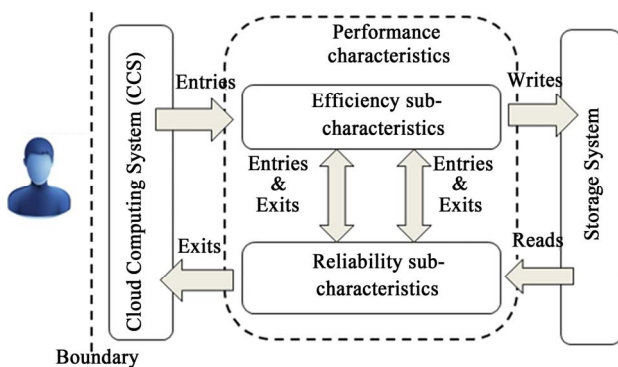 Performance
characteristics
Cloud Computing System (CCS)
Entries
Efficiency sub-
characteristics
Writes
Storage System
Entries
&
Exits
Entries
&
Exits
Exits
Reliability sub-
characteristics
Reads
Boundary